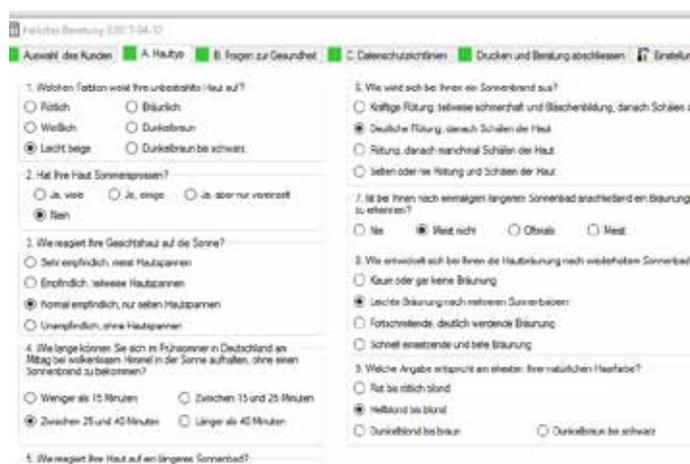 Beratung
Auswahl des Kunden
A. Hauttyp
B. Fragen zur Gesundheit
C. Datenschutzrichtlinien
Drucken und Beratung abschliessen
1. Welchen Farbton weist Ihre unbestrahlte Haut auf?
Rötlich
Bräunlich
Weißlich
Dunkelbraun
Leicht beige
Dunkelbraun bis schwarz
2. Hat Ihre Haut Sommersprossen?
Ja, viele
Ja, einige
Ja, aber nur vereinzelt
Nein
3. Wie reagiert Ihre Gesichtshaut auf die Sonne?
Sehr empfindlich, meist Hautspannen
Empfindlich, teilweise Hautspannen
Normal empfindlich, nur selten Hautspannen
Unempfindlich, ohne Hautspannen
4. Wie lange können Sie sich im Frühsommer in Deutschland am
Mittag bei wolkenlosem Himmel in der Sonne aufhalten, ohne einen
Sonnenbrand zu bekommen?
Weniger als 15 Minuten
Zwischen 15 und 25 Minuten
Zwischen 25 und 40 Minuten
Länger als 40 Minuten
5. Wie reagiert Ihre Haut auf ein längeres Sonnenbad?
6. Wie wirkt sich bei Ihnen ein Sonnenbrand aus?
Kräftige Rötung, teilweise schmerzhaft und Bläschenbildung, danach Schälen
Deutliche Rötung, danach Schälen der Haut
Rötung, danach manchmal Schälen der Haut
Selten oder nie Rötung und Schälen der Haut
7. Ist bei Ihnen nach einmaligem längerem Sonnenbad anschließend ein Bräunung
zu erkennen?
Nie
Meist nicht
Oftmals
Meist
8. Wie entwickelt sich bei Ihnen die Hautbräunung nach wiederholtem Sonnenbad
Kaum oder gar keine Bräunung
Leichte Bräunung nach mehreren Sonnenbädern
Fortschreitende, deutlich werdende Bräunung
Schnell einsetzende und tiefe Bräunung
9. Welche Angabe entspricht am ehesten Ihrer natürlichen Haarfarbe?
Rot bis rötlich blond
Hellblond bis blond
Dunkelblond bis braun
Dunkelbraun bis schwarz